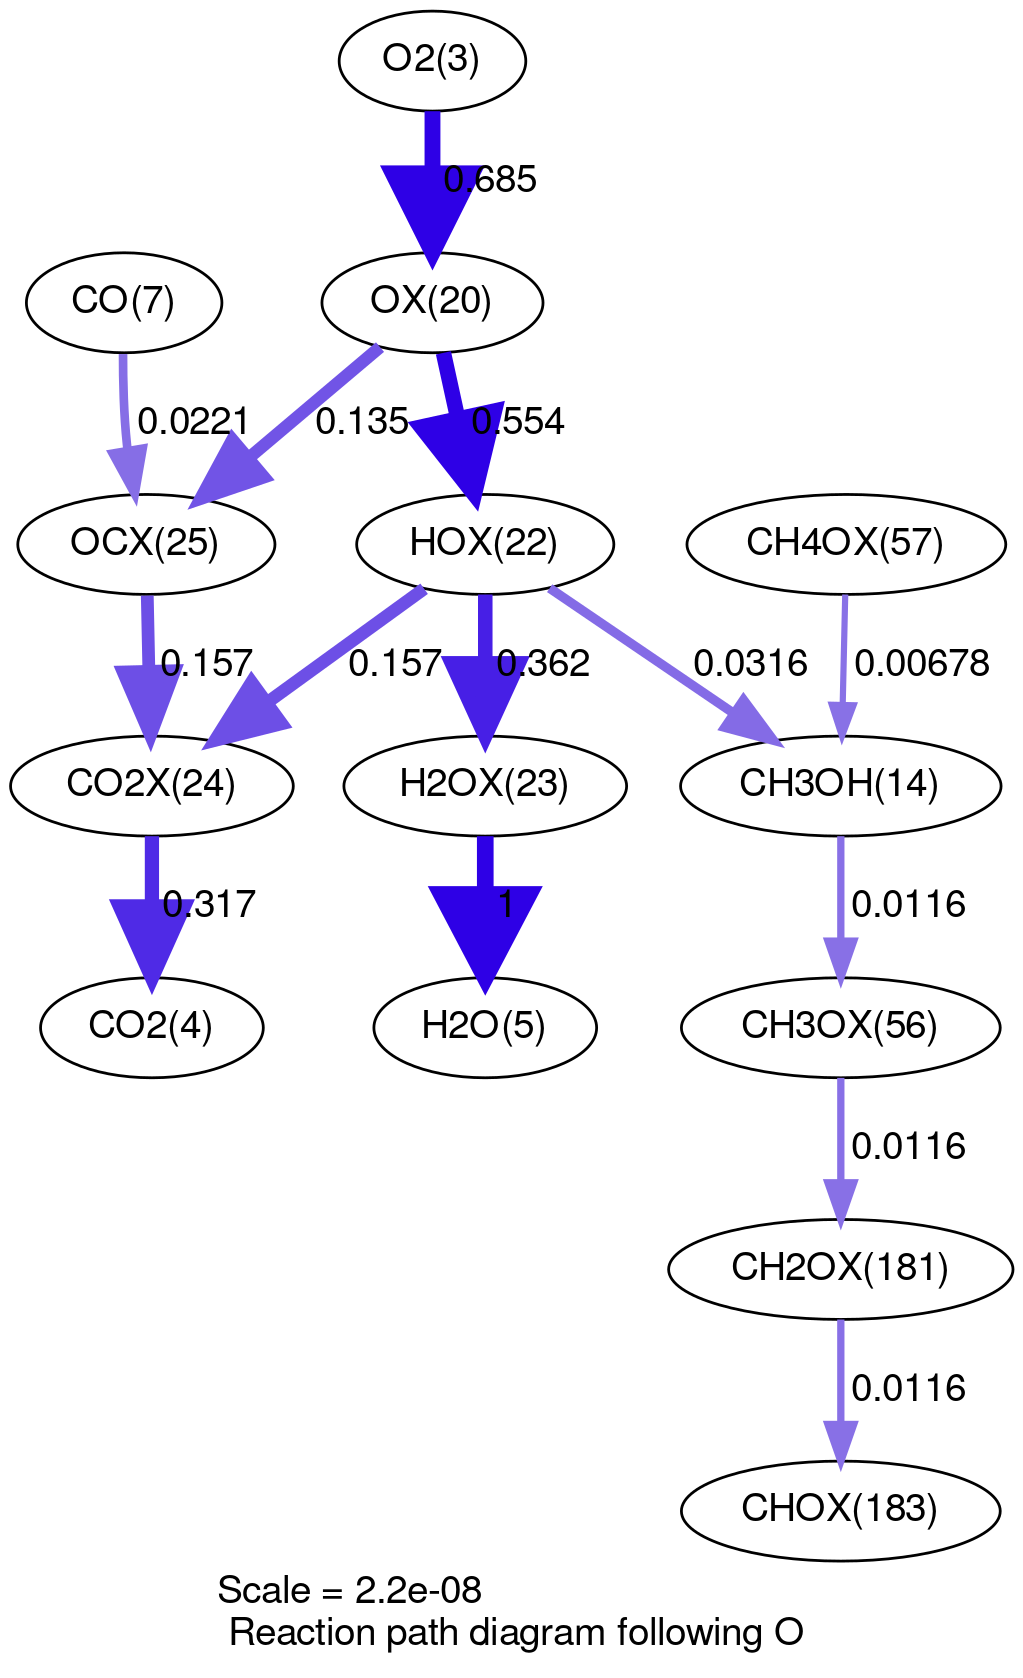 O2(3)
0.685
CO(7)
OX(20)
0.0221
0.135
0.554
OCX(25)
HOX(22)
CH4OX(57)
0.157
0.157
0.362
0.0316
0.00678
CO2X(24)
H2OX(23)
CH3OH(14)
0.317
1
0.0116
CO2(4)
H2O(5)
CH3OX(56)
0.0116
CH2OX(181)
0.0116
CHOX(183)
Scale = 2.2e-08
Reaction path diagram following O